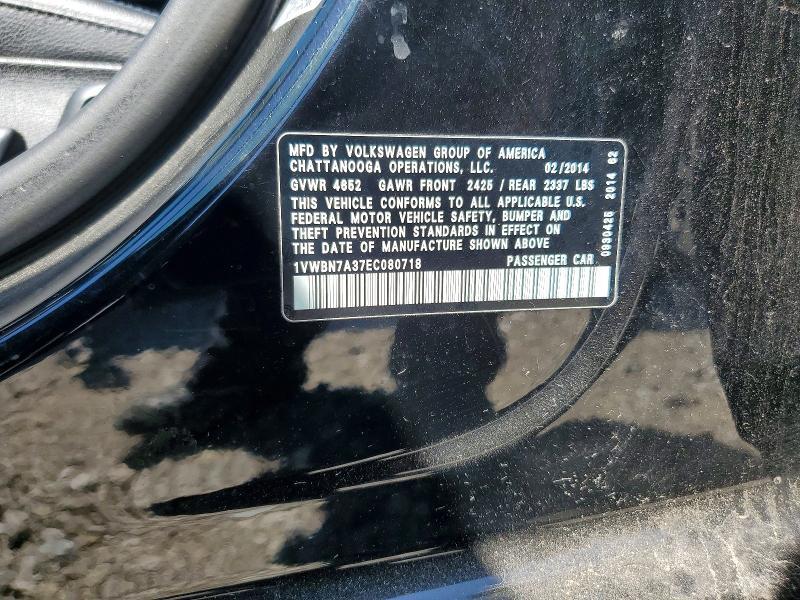 MFD BY VOLKSWAGEN GROUP OF AMERICA
CHATTANOOGA OPERATIONS, LLC. 02/2014
GVWR 4852 GAWR FRONT 2425 / REAR 2337 LBS
THIS VEHICLE CONFORMS TO ALL APPLICABLE U.S.
FEDERAL MOTOR VEHICLE SAFETY, BUMPER AND
THEFT PREVENTION STANDARDS IN EFFECT ON
THE DATE OF MANUFACTURE SHOWN ABOVE
1VWBN7A37EC080718 PASSENGER CAR
0930425 2014 02